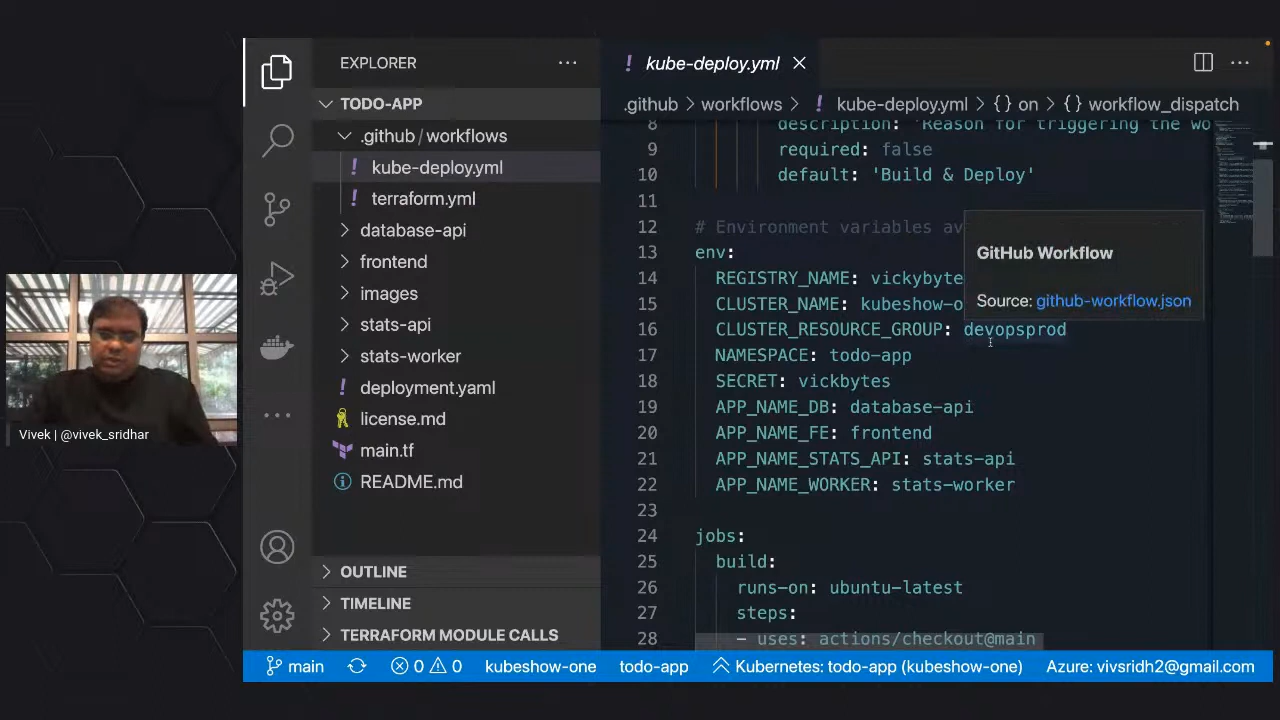 EXPLORER
TODO-APP
.github / workflows
kube-deploy.yml
terraform.yml
database-api
frontend
images
stats-api
stats-worker
deployment.yaml
license.md
main.tf
README.md
OUTLINE
TIMELINE
TERRAFORM MODULE CALLS
kube-deploy.yml
.github > workflows > kube-deploy.yml > {} on > {} workflow_dispatch
8 description: 'Reason for triggering the wo
9 required: false
10 default: 'Build & Deploy'
11
12 # Environment variables av
13 env:
14 REGISTRY_NAME: vickybyte
15 CLUSTER_NAME: kubeshow-o
16 CLUSTER_RESOURCE_GROUP: devopsprod
17 NAMESPACE: todo-app
18 SECRET: vickbytes
19 APP_NAME_DB: database-api
20 APP_NAME_FE: frontend
21 APP_NAME_STATS_API: stats-api
22 APP_NAME_WORKER: stats-worker
23
24 jobs:
25 build:
26 runs-on: ubuntu-latest
27 steps:
28 - uses: actions/checkout@main
GitHub Workflow
Source: github-workflow.json
Vivek | @vivek_sridhar
main 0 0 kubeshow-one todo-app Kubernetes: todo-app (kubeshow-one) Azure: vivsridh2@gmail.com